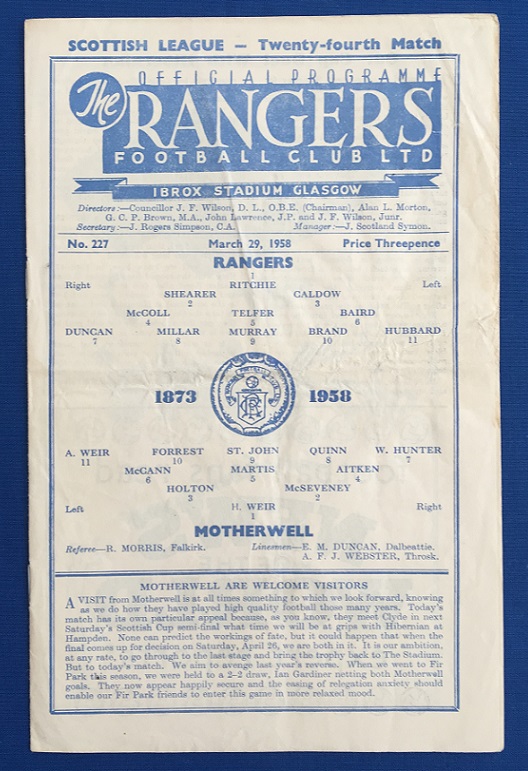 SCOTTISH LEAGUE — Twenty-fourth Match
OFFICIAL PROGRAMME
The RANGERS
FOOTBALL CLUB LTD
IBROX STADIUM GLASGOW
Directors:—Councillor J. F. Wilson, D. L., O.B.E. (Chairman), Alan L. Morton,
G. C. P. Brown, M.A., John Lawrence, J.P. and J. F. Wilson, Junr.
Secretary:—J. Rogers Simpson, C.A. Manager:—J. Scotland Symon.
No. 227 March 29, 1958 Price Threepence
RANGERS
1
Right RITCHIE Left
SHEARER CALDOW
2 3
McCOLL TELFER BAIRD
4 5 6
DUNCAN MILLAR MURRAY BRAND HUBBARD
7 8 9 10 11
1873 1958
A. WEIR FORREST ST. JOHN QUINN W. HUNTER
11 10 9 8 7
McCANN MARTIS AITKEN
6 5 4
HOLTON McSEVENEY
3 2
Left H. WEIR Right
1
MOTHERWELL
Referee—R. MORRIS, Falkirk. Linesmen—E. M. DUNCAN, Dalbeattie.
A. F. J. WEBSTER, Throsk.
MOTHERWELL ARE WELCOME VISITORS
A VISIT from Motherwell is at all times something to which we look forward, knowing
as we do how they have played high quality football those many years. Today's
match has its own particular appeal because, as you know, they meet Clyde in next
Saturday's Scottish Cup semi-final what time we will be at grips with Hibernian at
Hampden. None can predict the workings of fate, but it could happen that when the
final comes up for decision on Saturday, April 26, we are both in it. It is our ambition,
at any rate, to go through to the last stage and bring the trophy back to The Stadium.
But to today's match. We aim to avenge last year's reverse. When we went to Fir
Park this season, we were held to a 2-2 draw, Ian Gardiner netting both Motherwell
goals. They now appear happily secure and the easing of relegation anxiety should
enable our Fir Park friends to enter this game in more relaxed mood.